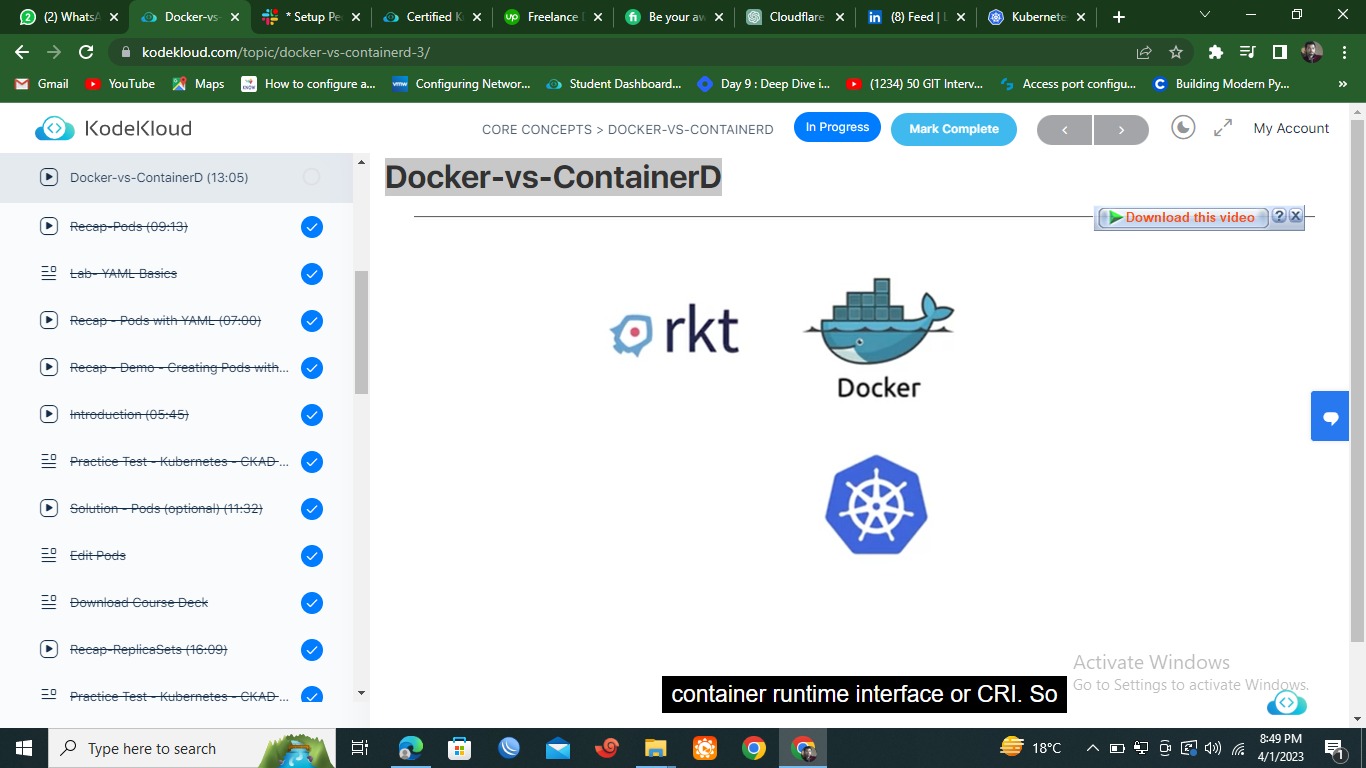 (2) WhatsA
Docker-vs-
* Setup Pe
Certified K
Freelance
Be your ow
Cloudflare
(8) Feed | L
Kubernete
kodekloud.com/topic/docker-vs-containerd-3/
Gmail
YouTube
Maps
How to configure a...
Configuring Networ...
Student Dashboard...
Day 9 : Deep Dive i...
(1234) 50 GIT Interv...
Access port configu...
Building Modern Py...
KodeKloud
CORE CONCEPTS > DOCKER-VS-CONTAINERD
In Progress
Mark Complete
My Account
Docker-vs-ContainerD (13:05)
Recap-Pods (09:13)
Lab- YAML Basics
Recap - Pods with YAML (07:00)
Recap - Demo - Creating Pods with...
Introduction (05:45)
Practice Test - Kubernetes - CKAD ...
Solution - Pods (optional) (11:32)
Edit Pods
Download Course Deck
Recap-ReplicaSets (16:09)
Practice Test - Kubernetes - CKAD ...
Docker-vs-ContainerD
Download this video
rkt
Docker
container runtime interface or CRI. So
Activate Windows
Go to Settings to activate Windows.
Type here to search
18°C
8:49 PM
4/1/2023
1